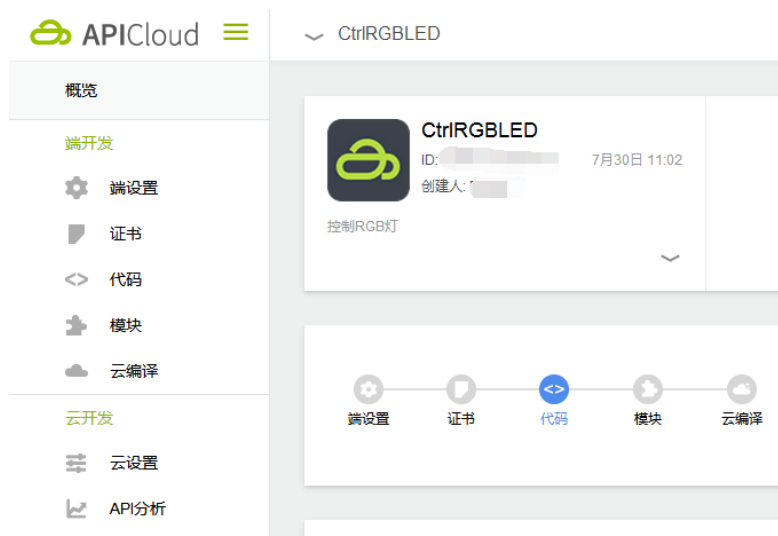 APICloud
CtrlRGBLED
概览
端开发
端设置
证书
代码
模块
云编译
云开发
云设置
API分析
CtrlRGBLED
ID:
7月30日 11:02
创建人:
控制RGB灯
端设置
证书
代码
模块
云编译